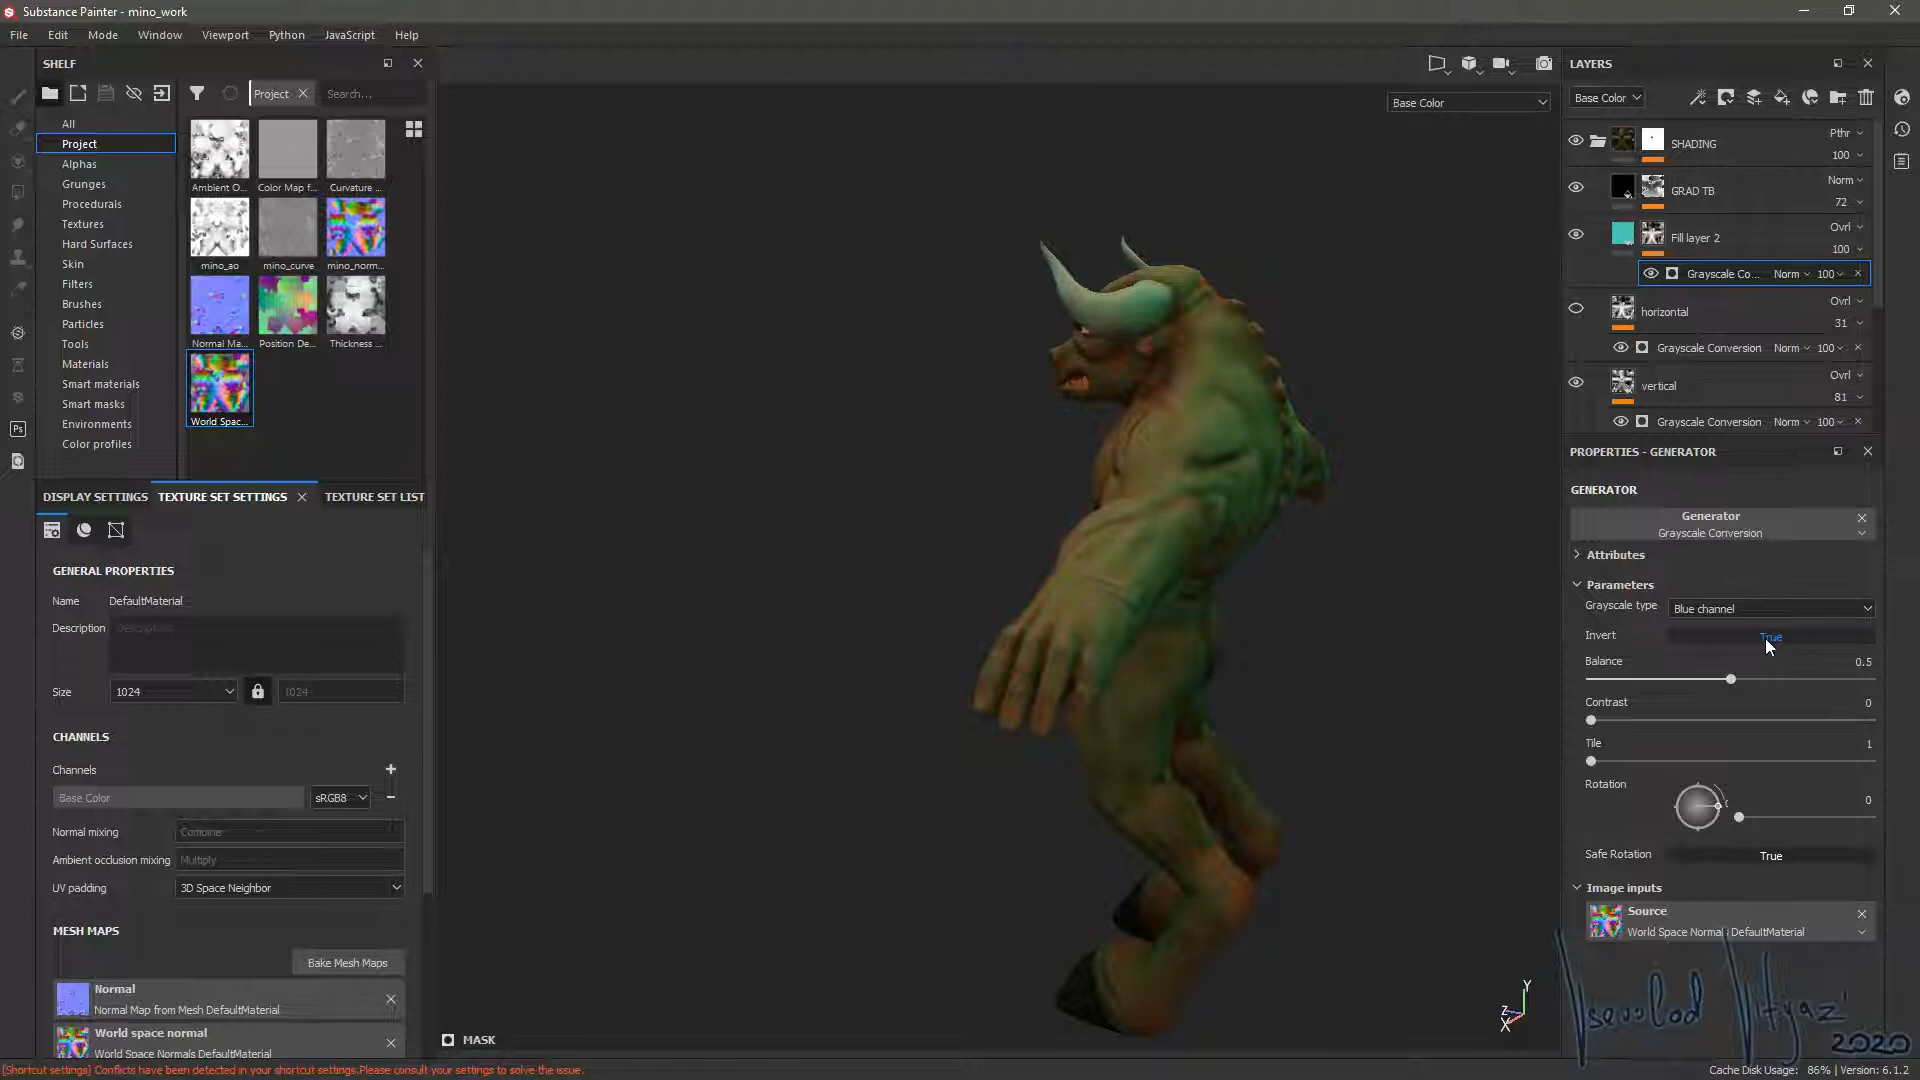 Substance Painter - mino_work
File Edit Mode Window Viewport Python JavaScript Help
SHELF
Project
Search...
All
Project
Alphas
Grunges
Procedurals
Textures
Hard Surfaces
Skin
Filters
Brushes
Particles
Tools
Materials
Smart materials
Smart masks
Environments
Color profiles
Ambient O... Color Map f... Curvature ...
mino_ao mino_curve mino_norm...
Normal Ma... Position De... Thickness ...
World Spac...
DISPLAY SETTINGS TEXTURE SET SETTINGS TEXTURE SET LIST
GENERAL PROPERTIES
Name DefaultMaterial
Description Description
Size 1024 1024
CHANNELS
Channels
Base Color sRGB8
Normal mixing Combine
Ambient occlusion mixing Multiply
UV padding 3D Space Neighbor
MESH MAPS
Bake Mesh Maps
Normal
Normal Map from Mesh DefaultMaterial
World space normal
World Space Normals DefaultMaterial
[Shortcut settings] Conflicts have been detected in your shortcut settings.Please consult your settings to solve the issue.
Base Color
MASK
Y
Z
X
LAYERS
Base Color
SHADING Pthr
100
GRAD TB Norm
72
Fill layer 2 Ovrl
100
Grayscale Co... Norm 100
horizontal Ovrl
31
Grayscale Conversion Norm 100
vertical Ovrl
81
Grayscale Conversion Norm 100
PROPERTIES - GENERATOR
GENERATOR
Generator
Grayscale Conversion
Attributes
Parameters
Grayscale type Blue channel
Invert True
Balance 0.5
Contrast 0
Tile 1
Rotation 0
Safe Rotation True
Image inputs
Source
World Space Normals DefaultMaterial
Vsevolod Vityaz'
2020
Cache Disk Usage: 86% | Version: 6.1.2
Ps